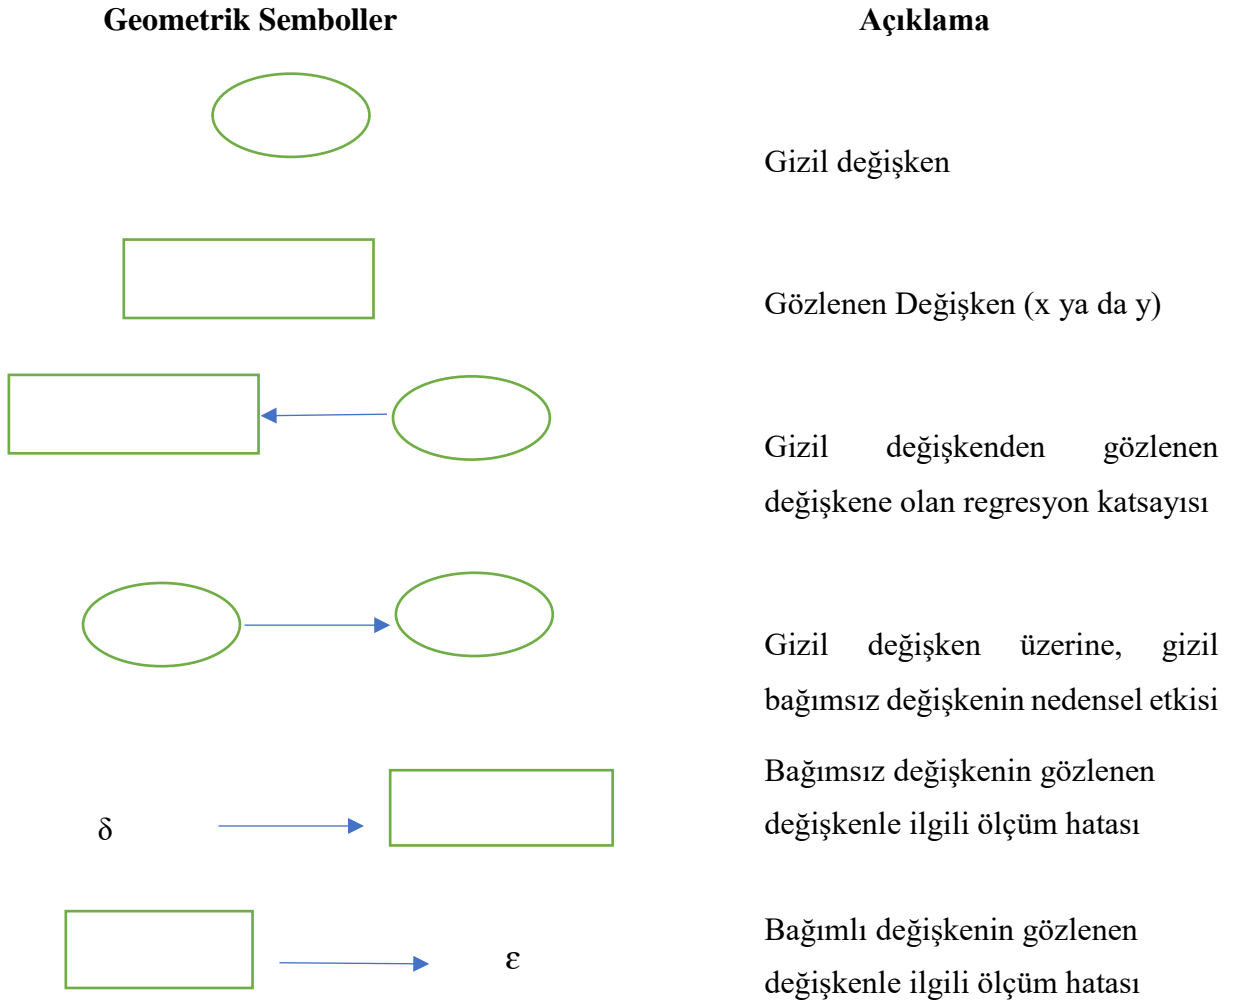 Geometrik Semboller Açıklama
Gizil değişken
Gözlenen Değişken (x ya da y)
Gizil değişkenden gözlenen
değişkene olan regresyon katsayısı
Gizil değişken üzerine, gizil
bağımsız değişkenin nedensel etkisi
Bağımsız değişkenin gözlenen
değişkenle ilgili ölçüm hatası
δ
Bağımlı değişkenin gözlenen
değişkenle ilgili ölçüm hatası
ε